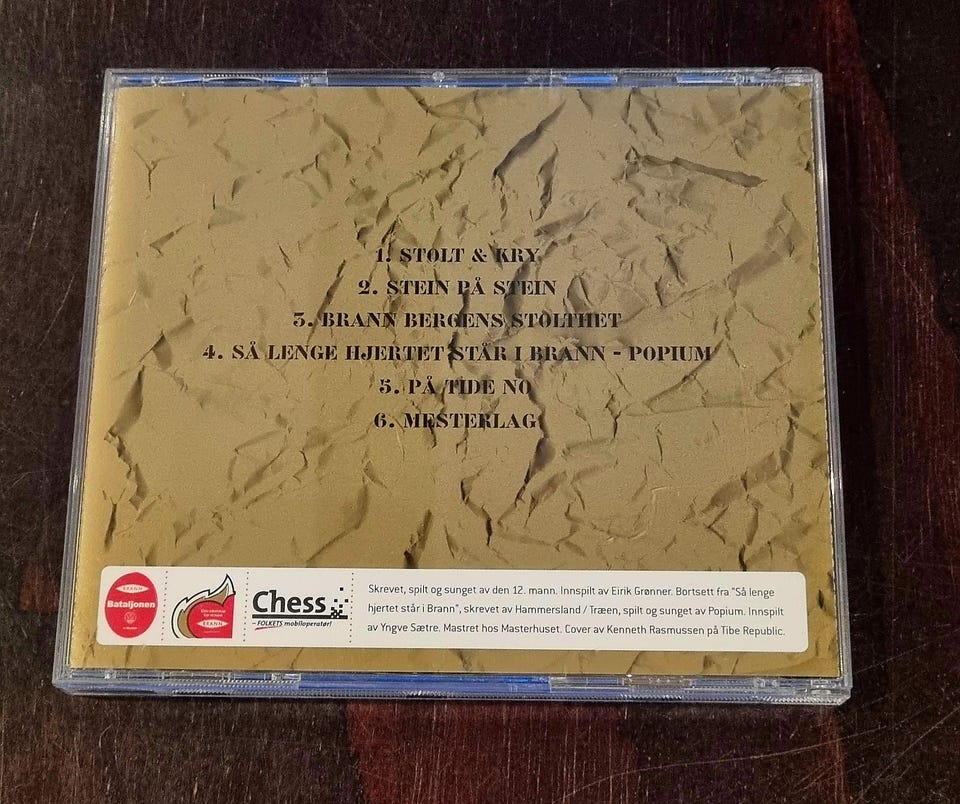 1. STOLT & KRY
2. STEIN PÅ STEIN
3. BRANN BERGENS STOLTHET
4. SÅ LENGE HJERTET STÅR I BRANN - POPIUM
5. PÅ TIDE NO
6. MESTERLAG
BRANN
Bataljonen
BRANN
Chess
– FOLKETS mobiloperatør!
Skrevet, spilt og sunget av den 12. mann. Innspilt av Eirik Grønner. Bortsett fra "Så lenge
hjertet står i Brann", skrevet av Hammersland / Træen, spilt og sunget av Popium. Innspilt
av Yngve Sætre. Mastret hos Masterhuset. Cover av Kenneth Rasmussen på Tibe Republic.